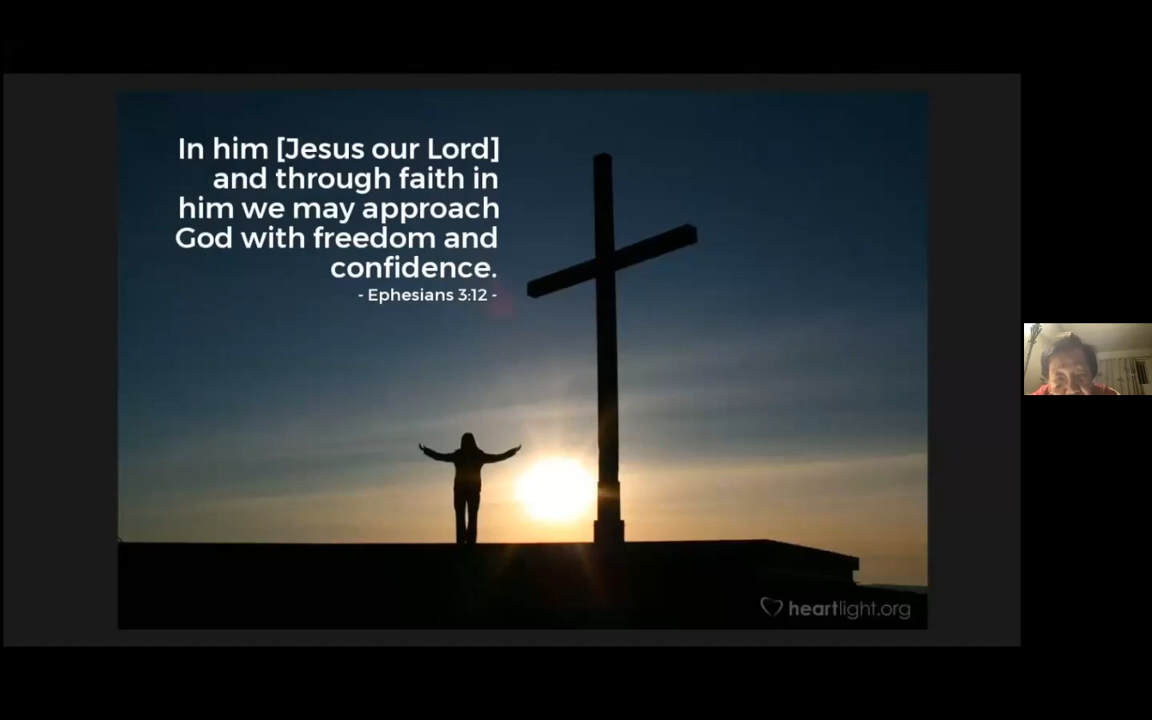 In him [Jesus our Lord]
and through faith in
him we may approach
God with freedom and
confidence.
- Ephesians 3:12 -
heartlight.org